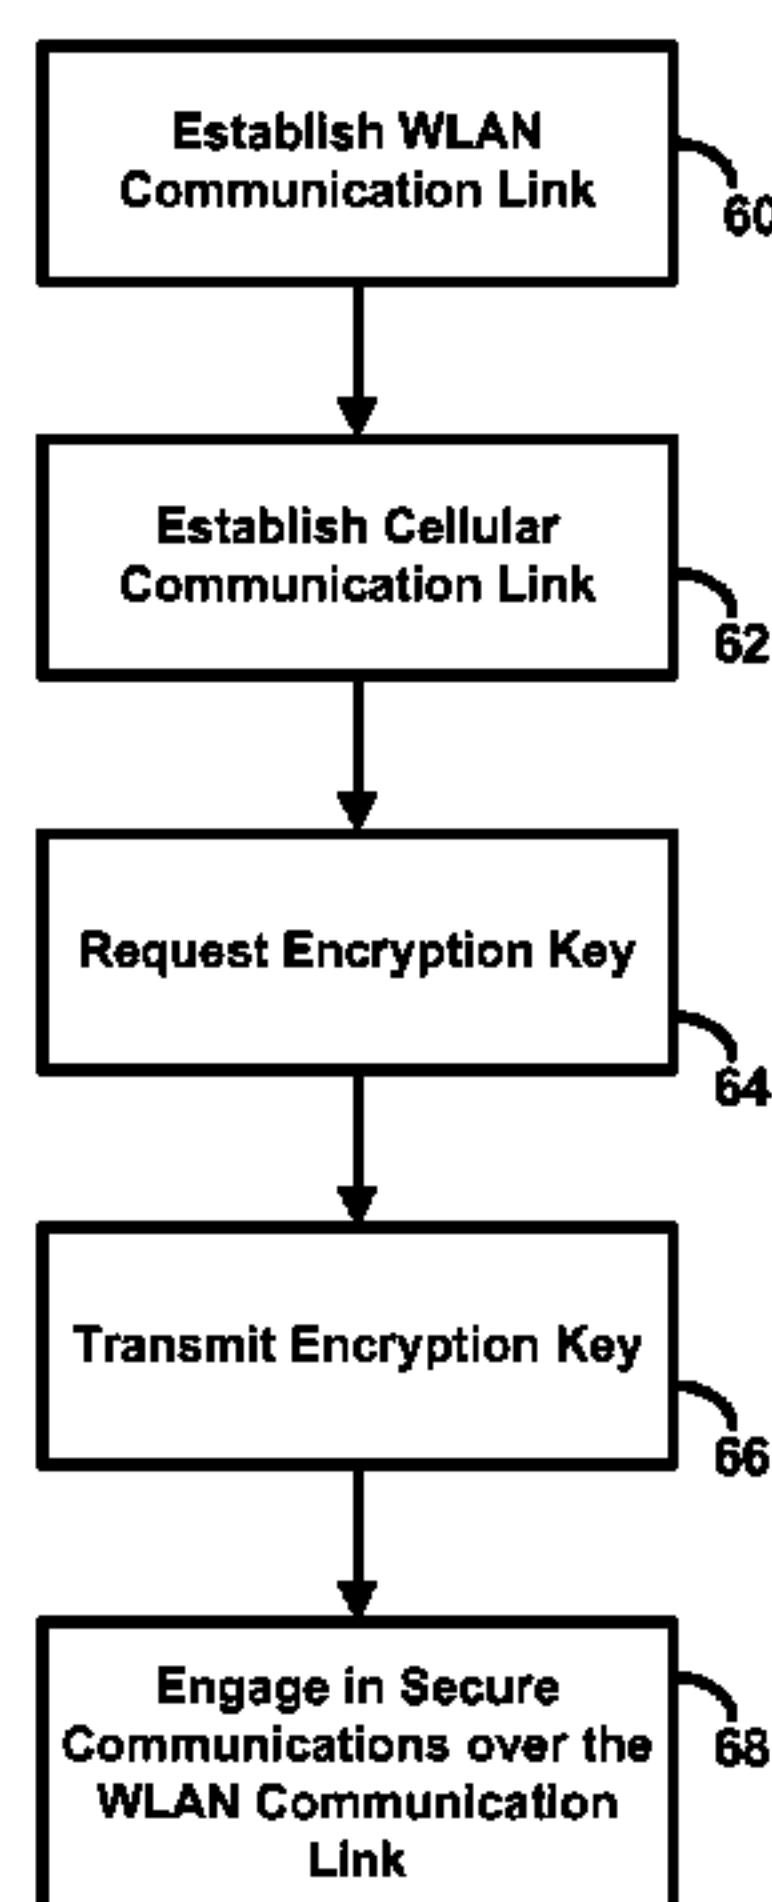 Establish WLAN
Communication Link
60
Establish Cellular
Communication Link
62
Request Encryption Key
64
Transmit Encryption Key
66
Engage in Secure
Communications over the
WLAN Communication
Link
68